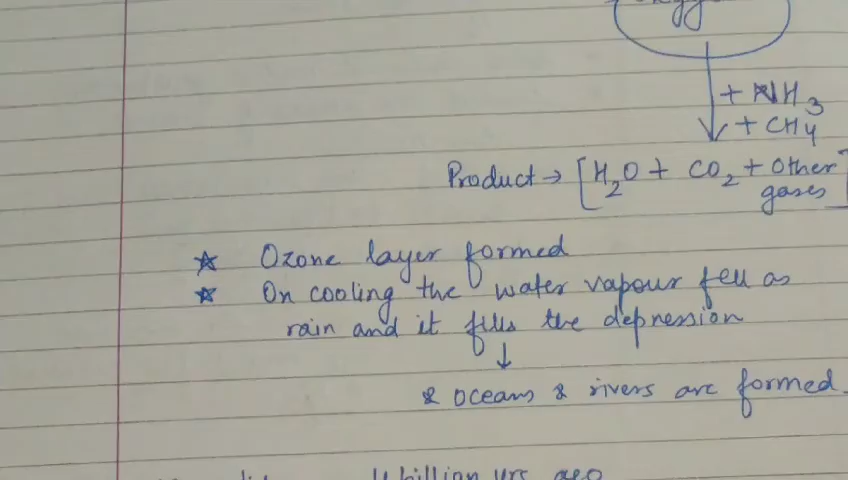 + NH3
+ CH4
Product → [H2O + CO2 + Other
gases]
☆ Ozone layer formed
☆ On cooling the water vapour fell as
rain and it fills the depression
↓
& oceans & rivers are formed.
4 billion yrs ago